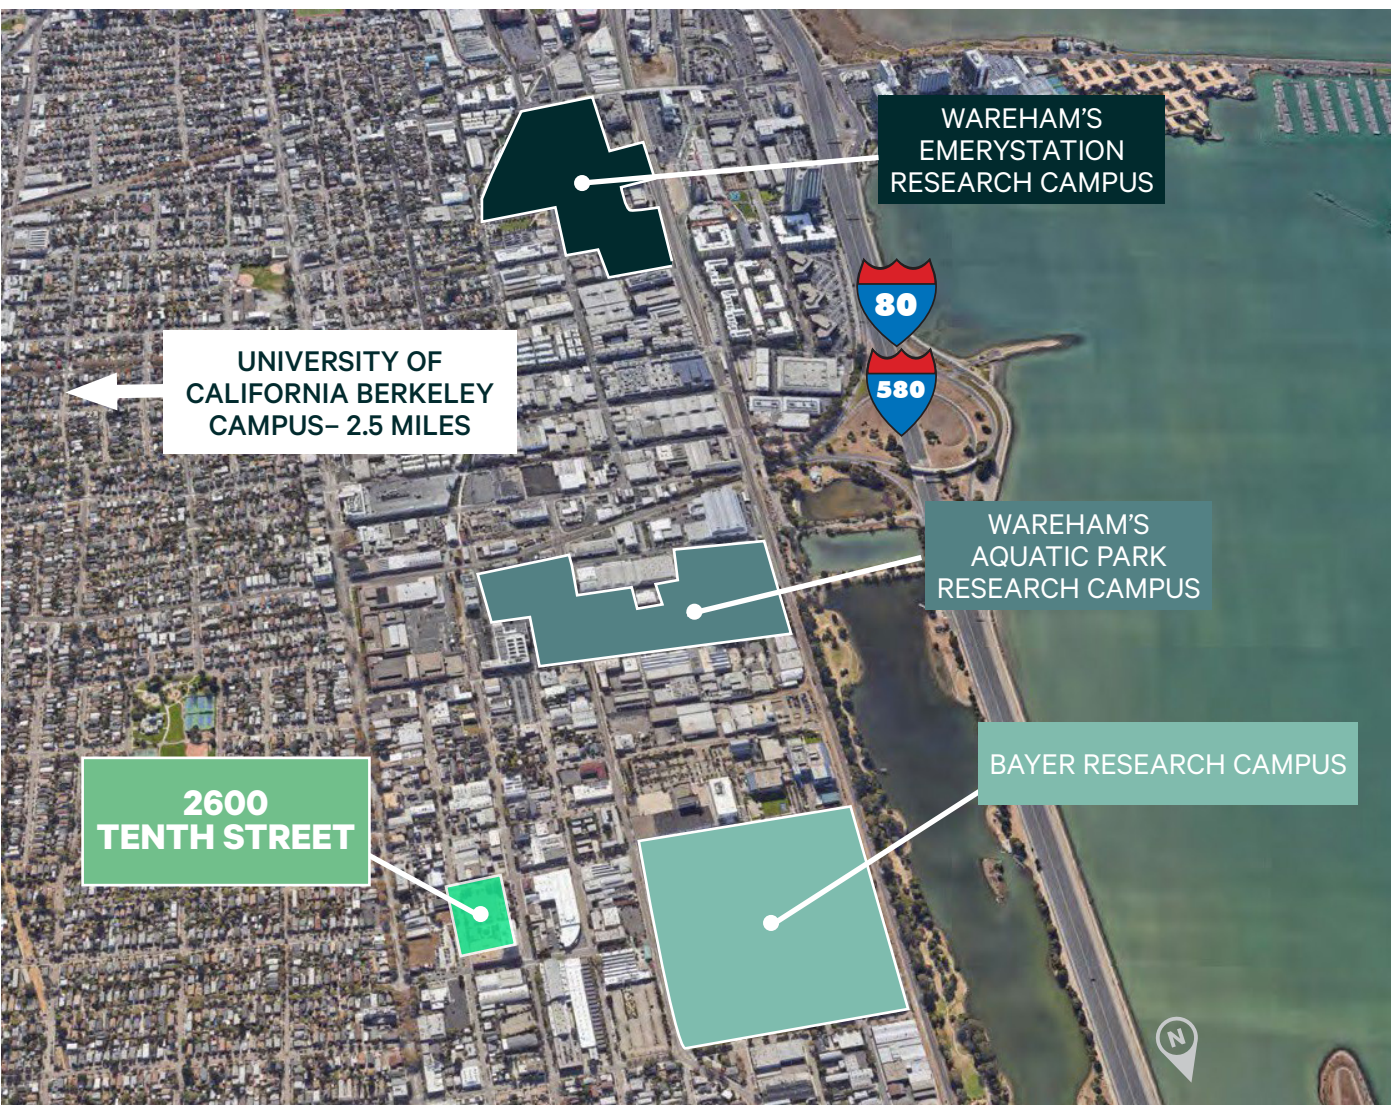 WAREHAM'S
EMERYSTATION
RESEARCH CAMPUS
80
580
UNIVERSITY OF
CALIFORNIA BERKELEY
CAMPUS– 2.5 MILES
WAREHAM'S
AQUATIC PARK
RESEARCH CAMPUS
BAYER RESEARCH CAMPUS
2600
TENTH STREET
N